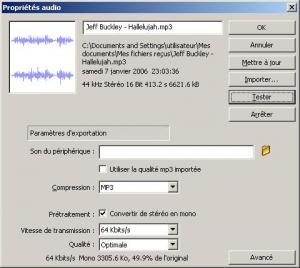 Propriétés audio
Jeff Buckley - Hallelujah.mp3
OK
C:\Documents and Settings\utilisateur\Mes
documents\Mes fichiers reçus\Jeff Buckley -
Hallelujah.mp3
Annuler
samedi 7 janvier 2006 23:03:36
Mettre à jour
44 kHz Stéréo 16 Bit 413.2 s 6621.6 kB
Importer...
Tester
Arrêter
Paramètres d'exportation
Son du périphérique :
Utiliser la qualité mp3 importée
Compression : MP3
Prétraitement : Convertir de stéréo en mono
Vitesse de transmission : 64 Kbits/s
Qualité : Optimale
64 Kbits/s Mono 3305.6 Ko, 49.9% de l'original
Avancé